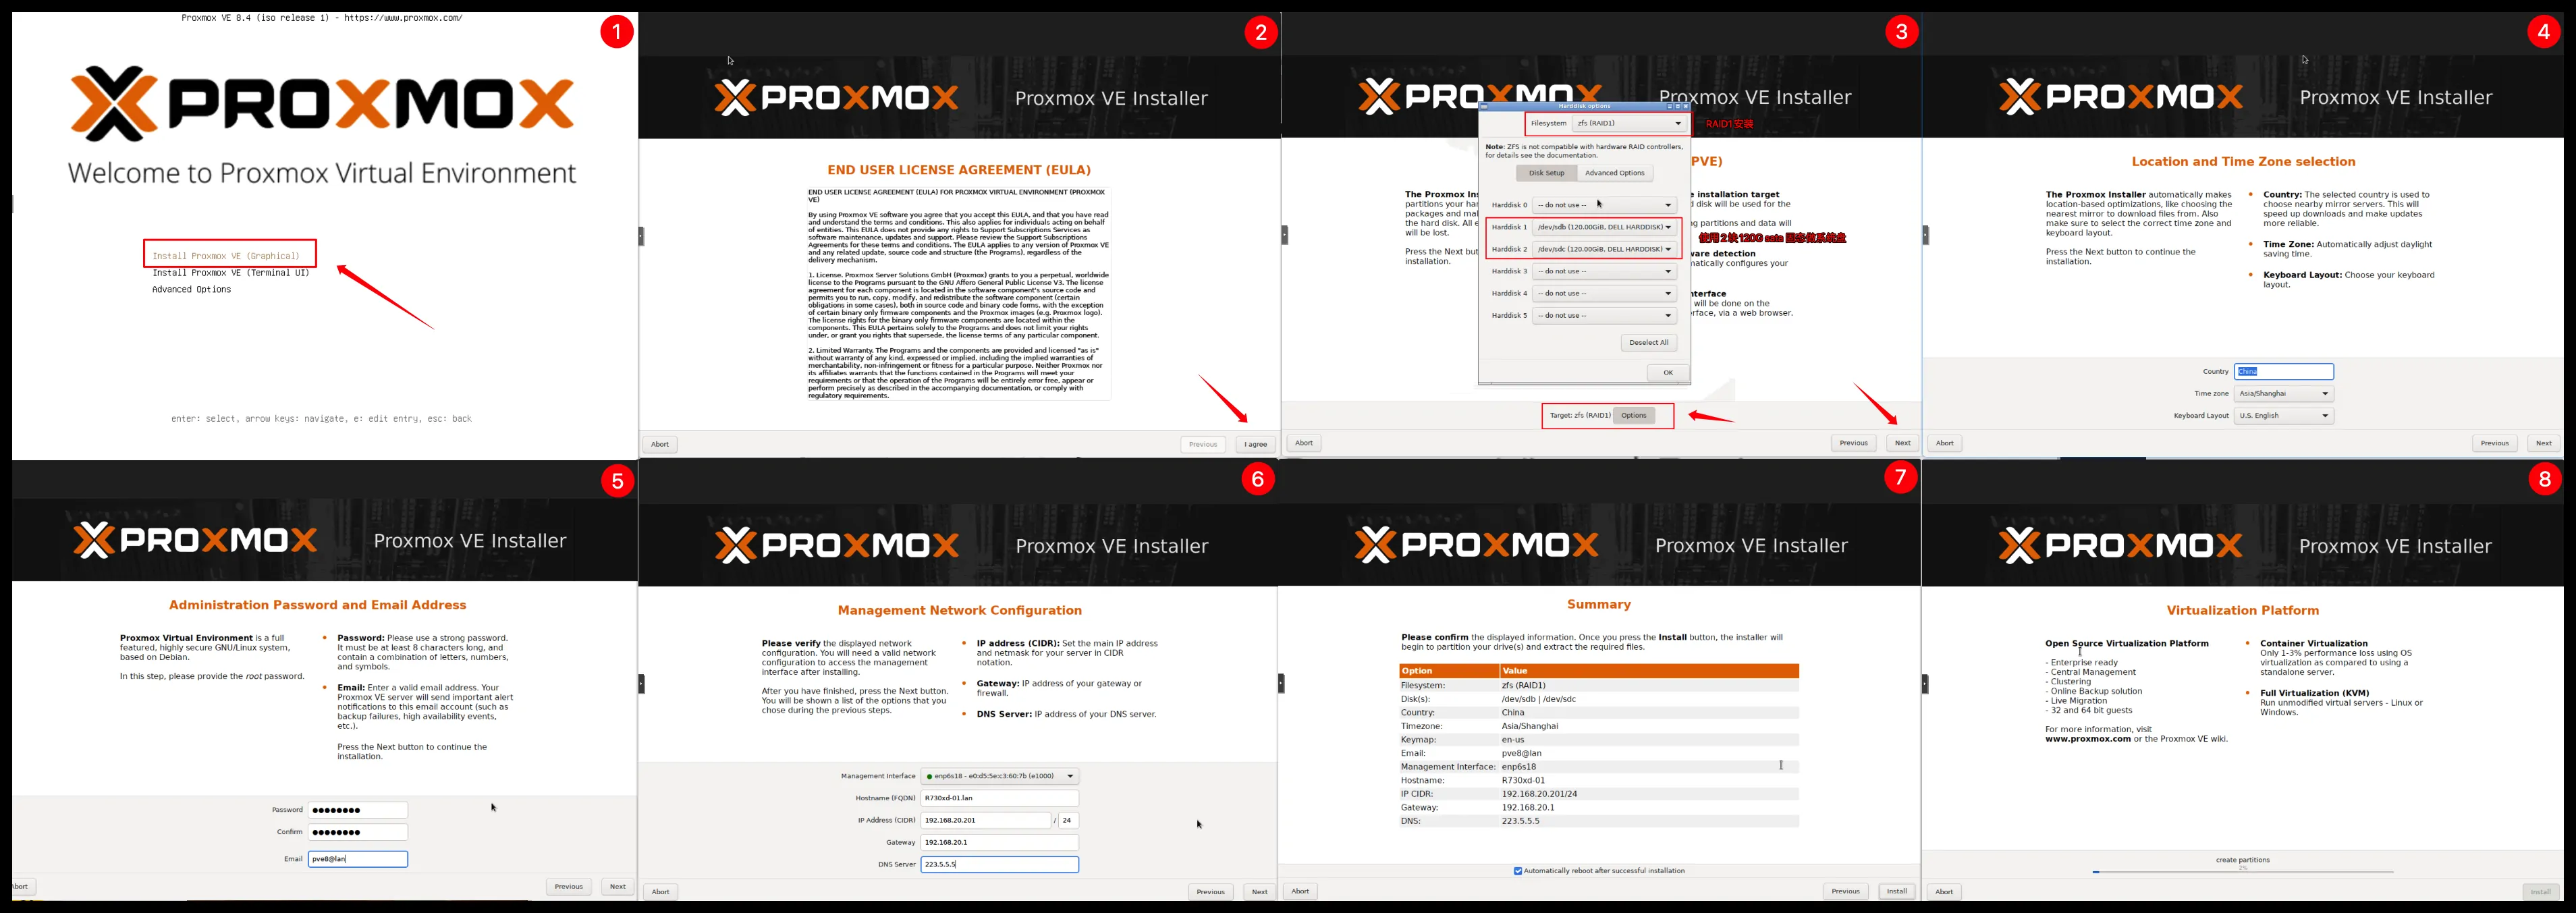 Proxmox VE 8.4 (iso release 1) - https://www.proxmox.com/
1
PROXMOX
Welcome to Proxmox Virtual Environment
Install Proxmox VE (Graphical)
Install Proxmox VE (Terminal UI)
Advanced Options
enter: select, arrow keys: navigate, e: edit entry, esc: back
2
PROXMOX
Proxmox VE Installer
END USER LICENSE AGREEMENT (EULA)
END USER LICENSE AGREEMENT (EULA) FOR PROXMOX VIRTUAL ENVIRONMENT (PROXMOX
VE)
By using Proxmox VE software you agree that you accept this EULA, and that you have read
and understand the terms and conditions. This also applies for individuals acting on behalf
of entities. This EULA does not provide any rights to Support Subscriptions Services as
software maintenance, updates and support. Please review the Support Subscriptions
Agreements for these terms and conditions. The EULA applies to any version of Proxmox VE
and any related update, source code and structure (the Programs), regardless of the
delivery mechanism.
1. License. Proxmox Server Solutions GmbH (Proxmox) grants to you a perpetual, worldwide
license to the Programs pursuant to the GNU Affero General Public License V3. The license
agreement for each component is located in the software component's source code and
permits you to run, copy, modify, and redistribute the software component (certain
obligations in some cases), both in source code and binary code forms, with the exception
of certain binary only firmware components and the Proxmox images (e.g. Proxmox logo).
The license rights for the binary only firmware components are located within the
components. This EULA pertains solely to the Programs and does not limit your rights
under, or grant you rights that supersede, the license terms of any particular component.
2. Limited Warranty. The Programs and the components are provided and licensed "as is"
without warranty of any kind, expressed or implied, including the implied warranties of
merchantability, non-infringement or fitness for a particular purpose. Neither Proxmox nor
its affiliates warrants that the functions contained in the Programs will meet your
requirements or that the operation of the Programs will be entirely error free, appear or
perform precisely as described in the accompanying documentation, or comply with
regulatory requirements.
Abort
Previous
I agree
3
PROXMOX
Proxmox VE Installer
Harddisk options
Filesystem
zfs (RAID1)
RAID1安装
Note: ZFS is not compatible with hardware RAID controllers,
for details see the documentation.
Disk Setup
Advanced Options
Harddisk 0
-- do not use --
Harddisk 1
/dev/sdb (120.00GiB, DELL HARDDISK)
Harddisk 2
/dev/sdc (120.00GiB, DELL HARDDISK)
使用2块120G sata 固态做系统盘
Harddisk 3
-- do not use --
Harddisk 4
-- do not use --
Harddisk 5
-- do not use --
Deselect All
OK
PVE)
The Proxmox Ins
partitions your har
packages and mal
the hard disk. All e
will be lost.
Press the Next but
installation.
e installation target
d disk will be used for the
ng partitions and data will
ware detection
natically configures your
nterface
will be done on the
rface, via a web browser.
Target: zfs (RAID1)
Options
Abort
Previous
Next
4
PROXMOX
Proxmox VE Installer
Location and Time Zone selection
The Proxmox Installer automatically makes
location-based optimizations, like choosing the
nearest mirror to download files from. Also
make sure to select the correct time zone and
keyboard layout.
Press the Next button to continue the
installation.
• Country: The selected country is used to
choose nearby mirror servers. This will
speed up downloads and make updates
more reliable.
• Time Zone: Automatically adjust daylight
saving time.
• Keyboard Layout: Choose your keyboard
layout.
Country
China
Time zone
Asia/Shanghai
Keyboard Layout
U.S. English
Abort
Previous
Next
5
PROXMOX
Proxmox VE Installer
Administration Password and Email Address
Proxmox Virtual Environment is a full
featured, highly secure GNU/Linux system,
based on Debian.
In this step, please provide the root password.
• Password: Please use a strong password.
It must be at least 8 characters long, and
contain a combination of letters, numbers,
and symbols.
• Email: Enter a valid email address. Your
Proxmox VE server will send important alert
notifications to this email account (such as
backup failures, high availability events,
etc.).
Press the Next button to continue the
installation.
Password
●●●●●●●●
Confirm
●●●●●●●●
Email
pve8@lan
bort
Previous
Next
6
PROXMOX
Proxmox VE Installer
Management Network Configuration
Please verify the displayed network
configuration. You will need a valid network
configuration to access the management
interface after installing.
After you have finished, press the Next button.
You will be shown a list of the options that you
chose during the previous steps.
• IP address (CIDR): Set the main IP address
and netmask for your server in CIDR
notation.
• Gateway: IP address of your gateway or
firewall.
• DNS Server: IP address of your DNS server.
Management Interface
● enp6s18 - e0:d5:5e:c3:60:7b (e1000)
Hostname (FQDN)
R730xd-01.lan
IP Address (CIDR)
192.168.20.201 / 24
Gateway
192.168.20.1
DNS Server
223.5.5.5
Abort
Previous
Next
7
PROXMOX
Proxmox VE Installer
Summary
Please confirm the displayed information. Once you press the Install button, the installer will
begin to partition your drive(s) and extract the required files.
Option Value
Filesystem: zfs (RAID1)
Disk(s): /dev/sdb | /dev/sdc
Country: China
Timezone: Asia/Shanghai
Keymap: en-us
Email: pve8@lan
Management Interface: enp6s18
Hostname: R730xd-01
IP CIDR: 192.168.20.201/24
Gateway: 192.168.20.1
DNS: 223.5.5.5
Automatically reboot after successful installation
Abort
Previous
Install
8
PROXMOX
Proxmox VE Installer
Virtualization Platform
Open Source Virtualization Platform
- Enterprise ready
- Central Management
- Clustering
- Online Backup solution
- Live Migration
- 32 and 64 bit guests
For more information, visit
www.proxmox.com or the Proxmox VE wiki.
• Container Virtualization
Only 1-3% performance loss using OS
virtualization as compared to using a
standalone server.
• Full Virtualization (KVM)
Run unmodified virtual servers - Linux or
Windows.
create partitions
2%
Abort
Install